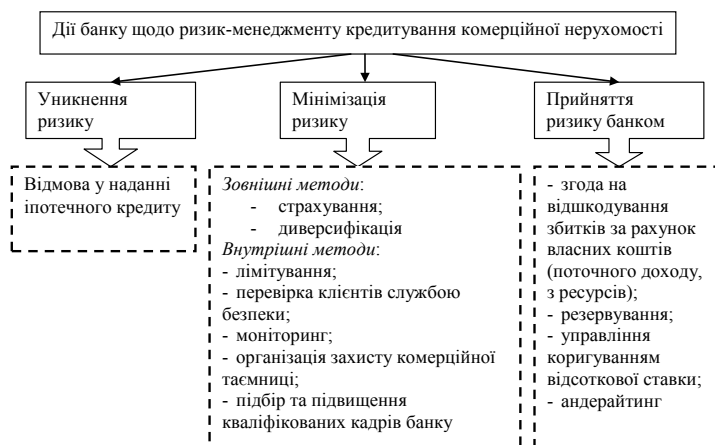 Дії банку щодо ризик-менеджменту кредитування комерційної нерухомості
Уникнення
ризику
Мінімізація
ризику
Прийняття
ризику банком
Відмова у наданні
іпотечного кредиту
Зовнішні методи:
- страхування;
- диверсифікація
Внутрішні методи:
- лімітування;
- перевірка клієнтів службою
безпеки;
- моніторинг;
- організація захисту комерційної
таємниці;
- підбір та підвищення
кваліфікованих кадрів банку
- згода на
відшкодування
збитків за рахунок
власних коштів
(поточного доходу,
з ресурсів);
- резервування;
- управління
коригуванням
відсоткової ставки;
- андерайтинг